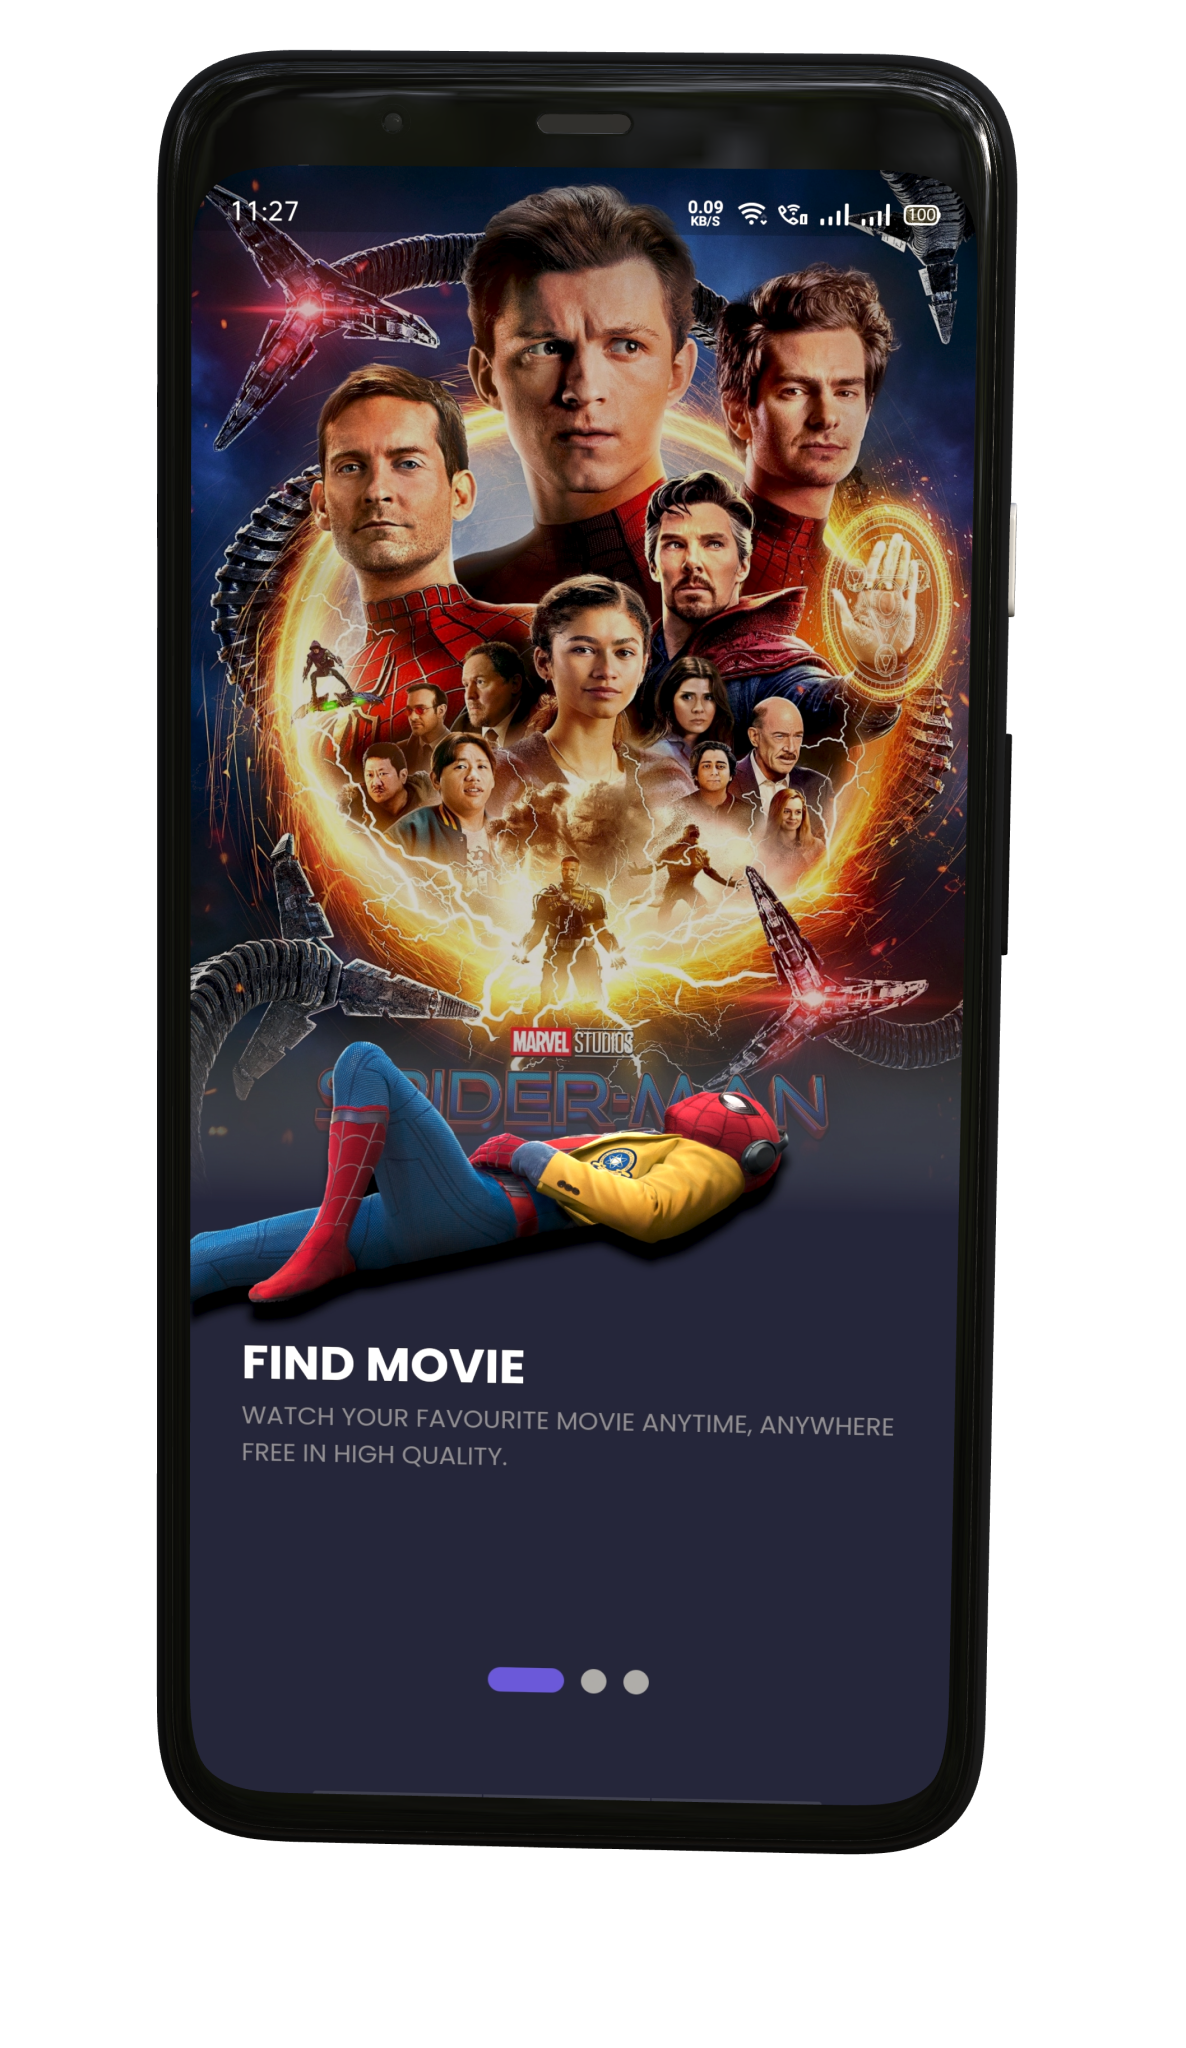 11:27
0.09
KB/S
100
MARVEL STUDIOS
SPIDER-MAN
FIND MOVIE
WATCH YOUR FAVOURITE MOVIE ANYTIME, ANYWHERE
FREE IN HIGH QUALITY.